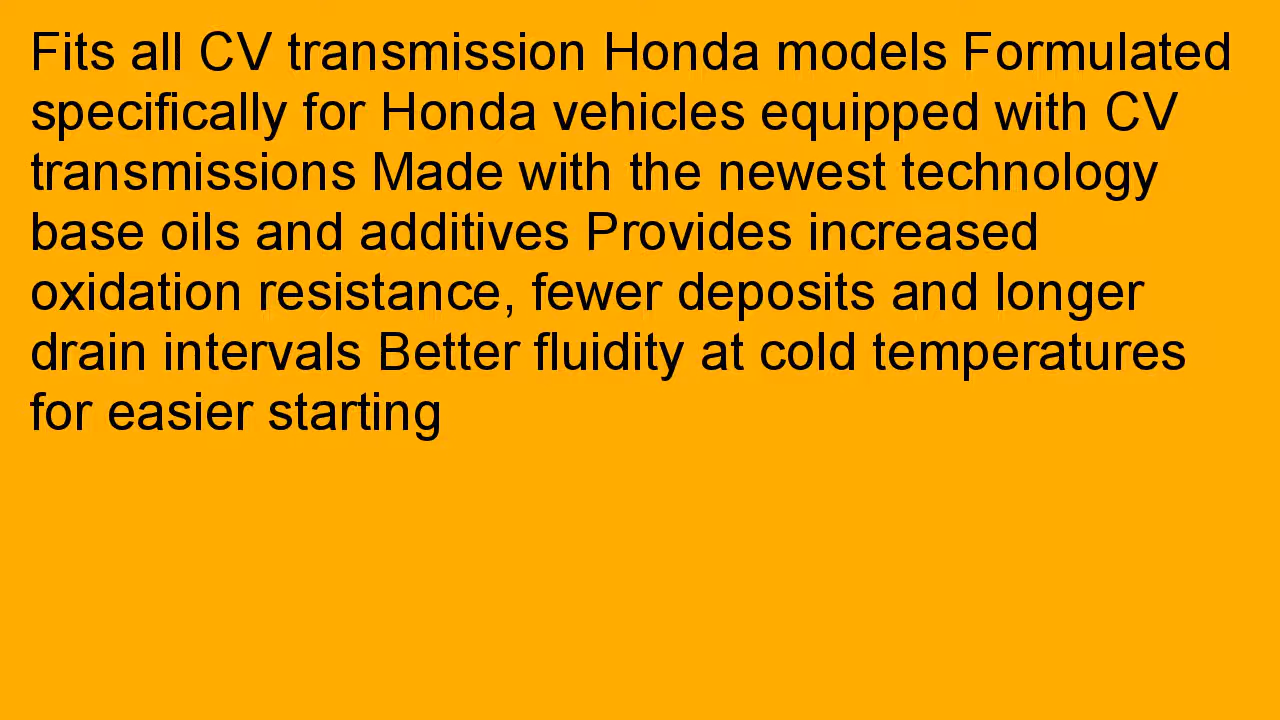 Fits all CV transmission Honda models Formulated
specifically for Honda vehicles equipped with CV
transmissions Made with the newest technology
base oils and additives Provides increased
oxidation resistance, fewer deposits and longer
drain intervals Better fluidity at cold temperatures
for easier starting